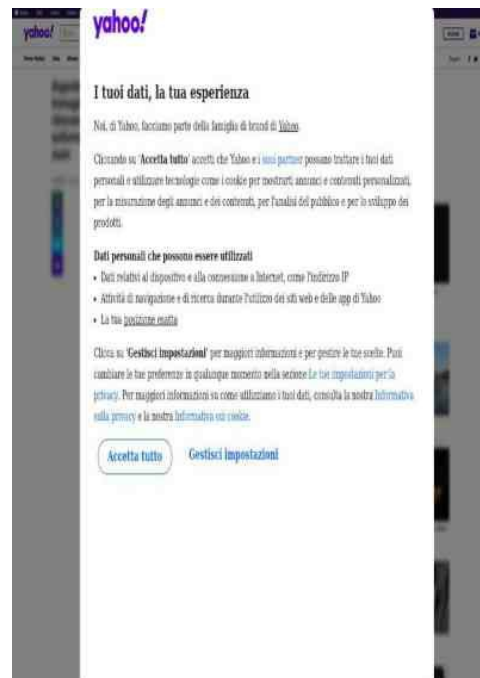 yahoo!
yahoo!
I tuoi dati, la tua esperienza
Noi, di Yahoo, facciamo parte della famiglia di brand di Yahoo.
Cliccando su 'Accetta tutto' accetti che Yahoo e i suoi partner possano trattare i tuoi dati
personali e utilizzare tecnologie come i cookie per mostrarti annunci e contenuti personalizzati,
per la misurazione degli annunci e dei contenuti, per l'analisi del pubblico e per lo sviluppo dei
prodotti.
Dati personali che possono essere utilizzati
• Dati relativi al dispositivo e alla connessione a Internet, come l'indirizzo IP
• Attività di navigazione e di ricerca durante l'utilizzo dei siti web e delle app di Yahoo
• La tua posizione esatta
Clicca su 'Gestisci impostazioni' per maggiori informazioni e per gestire le tue scelte. Puoi
cambiare le tue preferenze in qualunque momento nella sezione Le tue impostazioni per la
privacy. Per maggiori informazioni su come utilizziamo i tuoi dati, consulta la nostra Informativa
sulla privacy e la nostra Informativa sui cookie.
Accetta tutto
Gestisci impostazioni